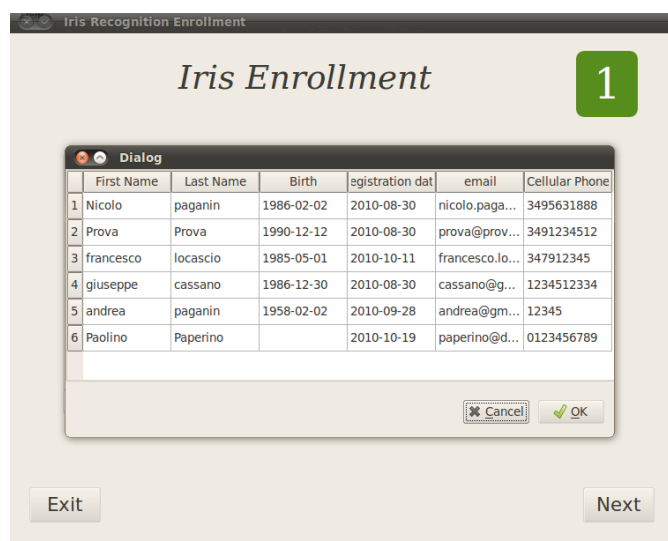 Iris Recognition Enrollment
Iris Enrollment
1
Dialog
First Name Last Name Birth egistration dat email Cellular Phone
1 Nicolo paganin 1986-02-02 2010-08-30 nicolo.paga... 3495631888
2 Prova Prova 1990-12-12 2010-08-30 prova@prov... 3491234512
3 francesco locascio 1985-05-01 2010-10-11 francesco.lo... 347912345
4 giuseppe cassano 1986-12-30 2010-08-30 cassano@g... 1234512334
5 andrea paganin 1958-02-02 2010-09-28 andrea@gm... 12345
6 Paolino Paperino 2010-10-19 paperino@d... 0123456789
Cancel OK
Exit Next